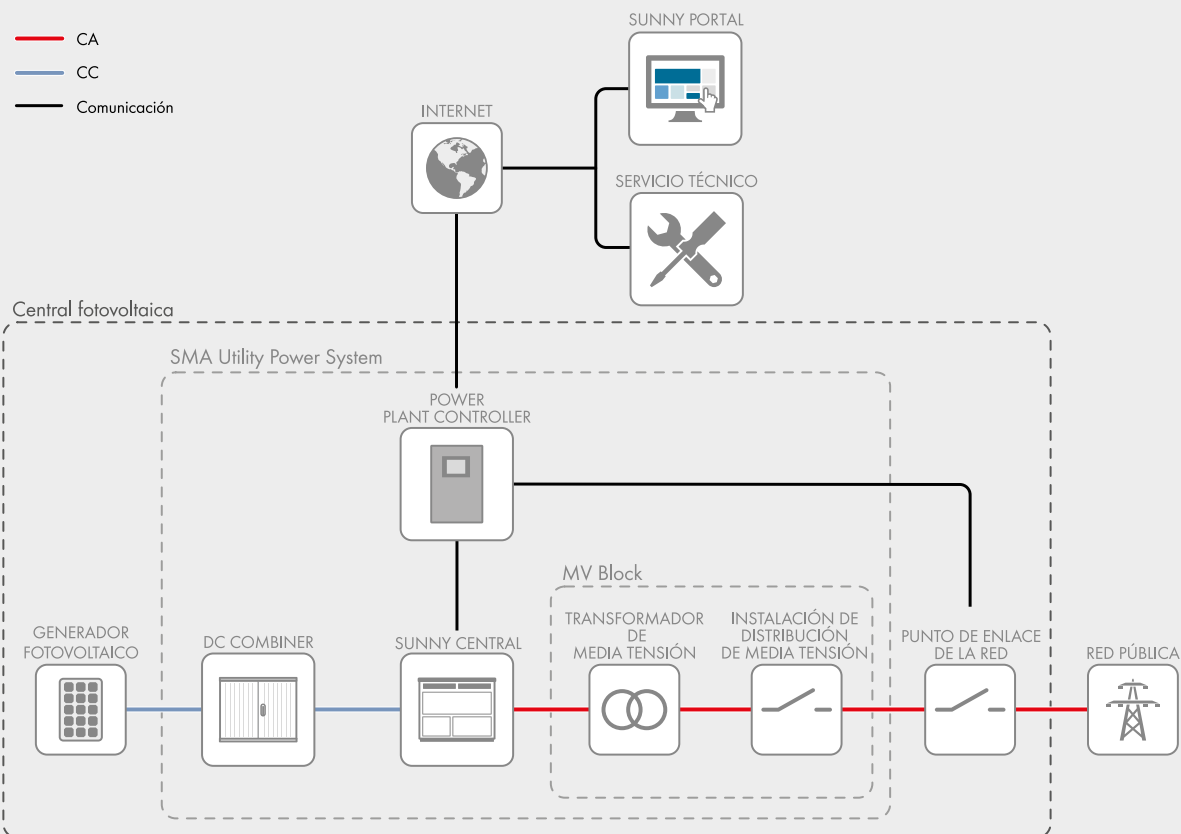 CA
CC
Comunicación
SUNNY PORTAL
INTERNET
SERVICIO TÉCNICO
Central fotovoltaica
SMA Utility Power System
POWER
PLANT CONTROLLER
MV Block
GENERADOR
FOTOVOLTAICO
DC COMBINER
SUNNY CENTRAL
TRANSFORMADOR
DE
MEDIA TENSIÓN
INSTALACIÓN DE
DISTRIBUCIÓN
DE MEDIA TENSIÓN
PUNTO DE ENLACE
DE LA RED
RED PÚBLICA